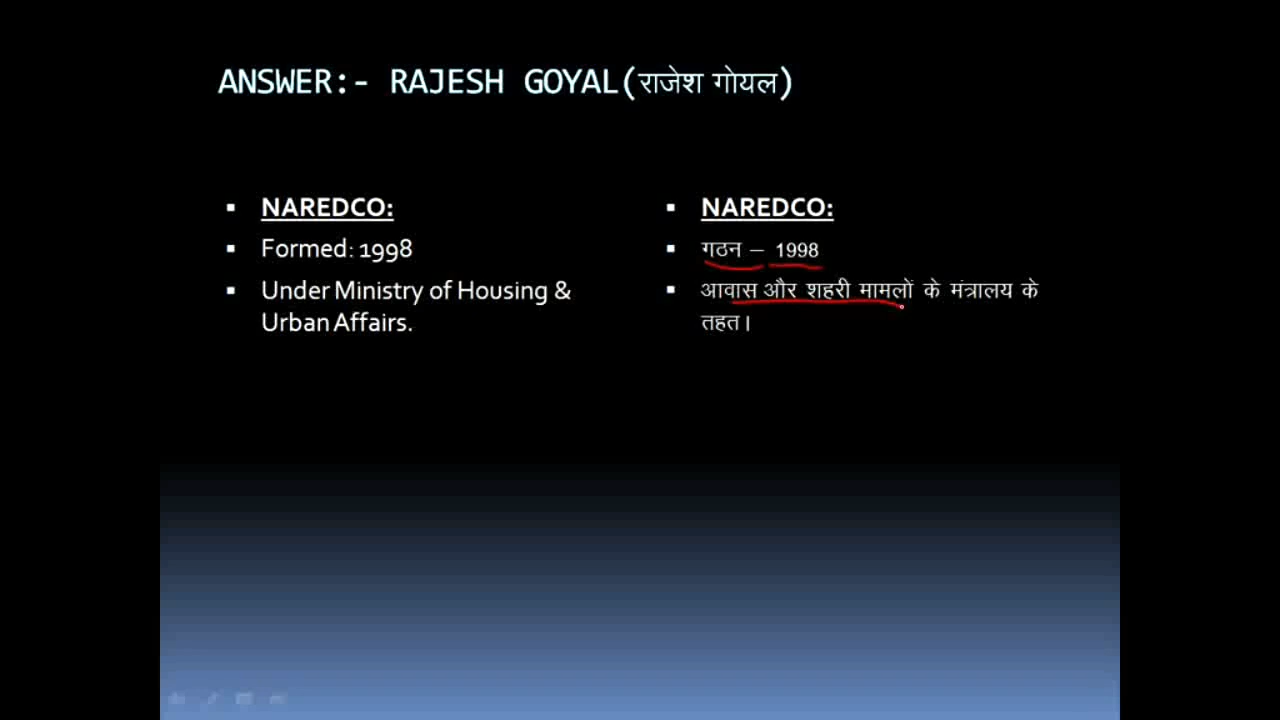 ANSWER:- RAJESH GOYAL(राजेश गोयल)
NAREDCO:
Formed: 1998
Under Ministry of Housing &
Urban Affairs.
NAREDCO:
गठन – 1998
आवास और शहरी मामलों के मंत्रालय के
तहत।